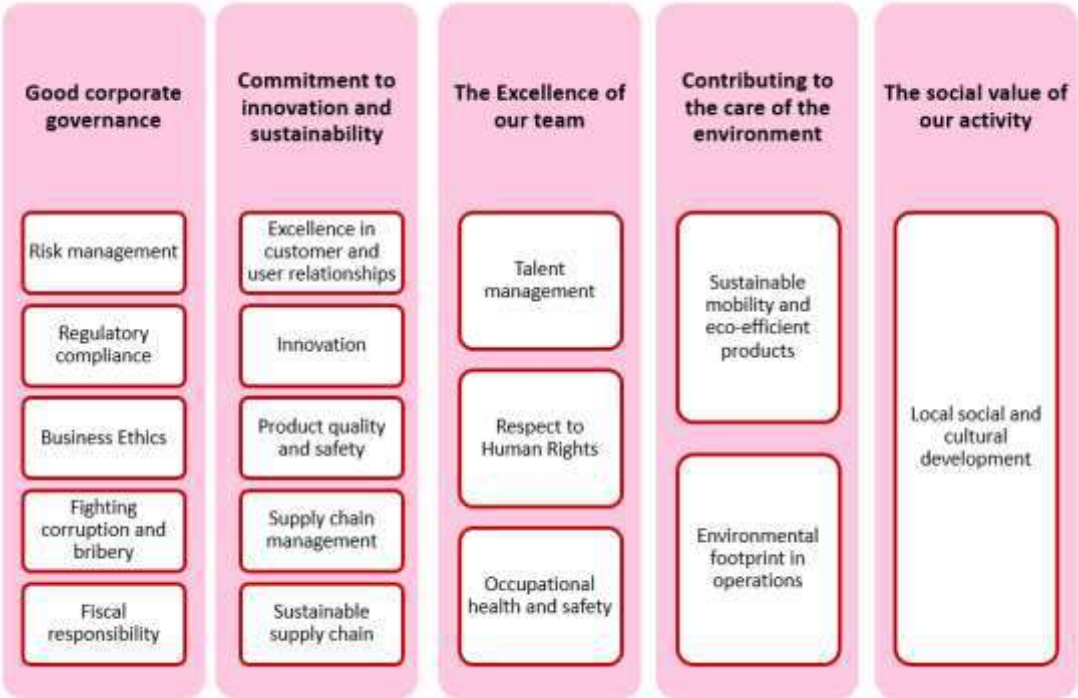 Good corporate
governance
Risk management
Regulatory
compliance
Business Ethics
Fighting
corruption and
bribery
Fiscal
responsibility
Commitment to
innovation and
sustainability
Excellence in
customer and
user relationships
Innovation
Product quality
and safety
Supply chain
management
Sustainable
supply chain
The Excellence of
our team
Talent
management
Respect to
Human Rights
Occupational
health and safety
Contributing to
the care of the
environment
Sustainable
mobility and
eco-efficient
products
Environmental
footprint in
operations
The social value of
our activity
Local social and
cultural
development